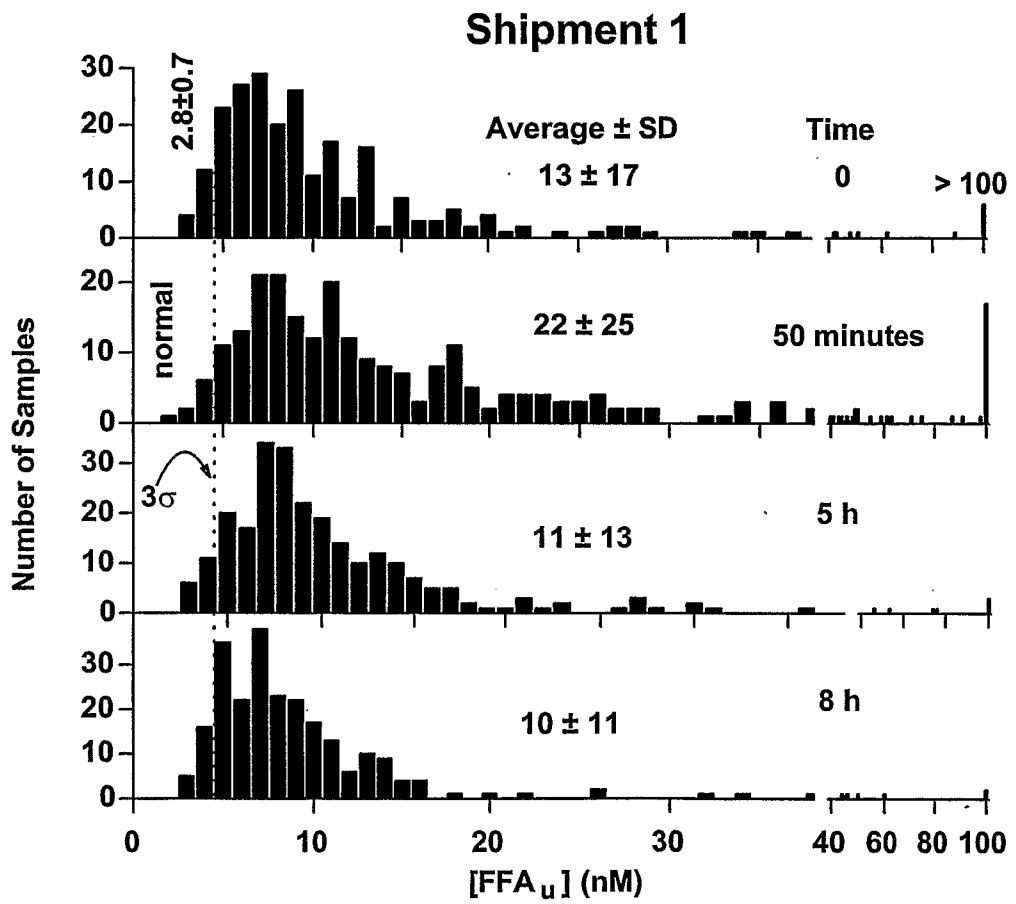 Shipment 1
Number of Samples
30
20
10
0
2.8±0.7
Average ± SD
Time
13 ± 17
0
> 100
20
10
0
normal
22 ± 25
50 minutes
30
20
10
0
3σ
11 ± 13
5 h
30
20
10
0
10 ± 11
8 h
0
10
20
30
40
60
80
100
[FFAu] (nM)